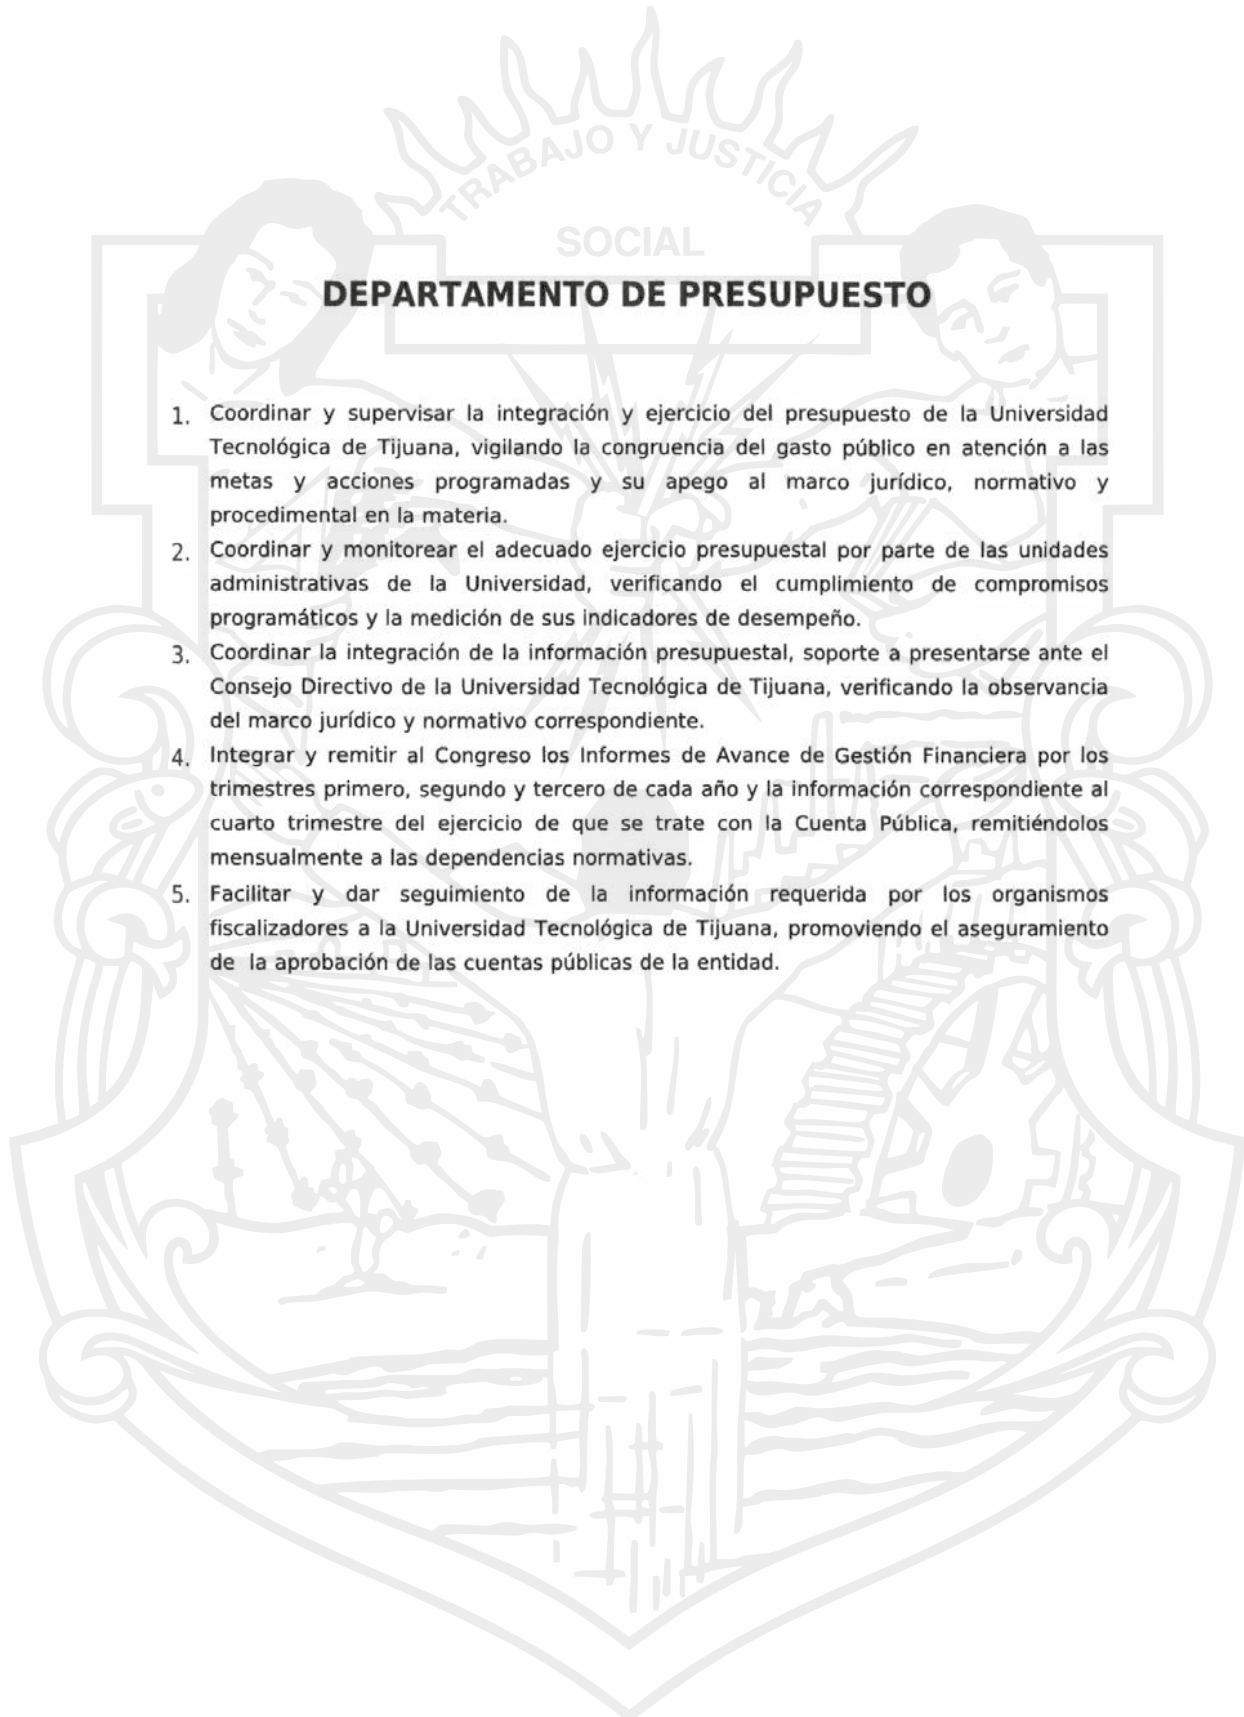 TRABAJO Y JUSTICIA
SOCIAL
DEPARTAMENTO DE PRESUPUESTO
1. Coordinar y supervisar la integración y ejercicio del presupuesto de la Universidad
Tecnológica de Tijuana, vigilando la congruencia del gasto público en atención a las
metas y acciones programadas y su apego al marco jurídico, normativo y
procedimental en la materia.
2. Coordinar y monitorear el adecuado ejercicio presupuestal por parte de las unidades
administrativas de la Universidad, verificando el cumplimiento de compromisos
programáticos y la medición de sus indicadores de desempeño.
3. Coordinar la integración de la información presupuestal, soporte a presentarse ante el
Consejo Directivo de la Universidad Tecnológica de Tijuana, verificando la observancia
del marco jurídico y normativo correspondiente.
4. Integrar y remitir al Congreso los Informes de Avance de Gestión Financiera por los
trimestres primero, segundo y tercero de cada año y la información correspondiente al
cuarto trimestre del ejercicio de que se trate con la Cuenta Pública, remitiéndolos
mensualmente a las dependencias normativas.
5. Facilitar y dar seguimiento de la información requerida por los organismos
fiscalizadores a la Universidad Tecnológica de Tijuana, promoviendo el aseguramiento
de la aprobación de las cuentas públicas de la entidad.